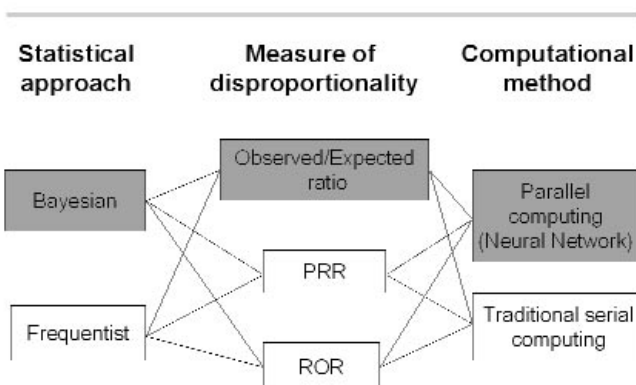 Statistical
approach
Measure of
disproportionality
Computational
method
Bayesian
Observed/Expected
ratio
Parallel
computing
(Neural Network)
PRR
Frequentist
Traditional serial
computing
ROR